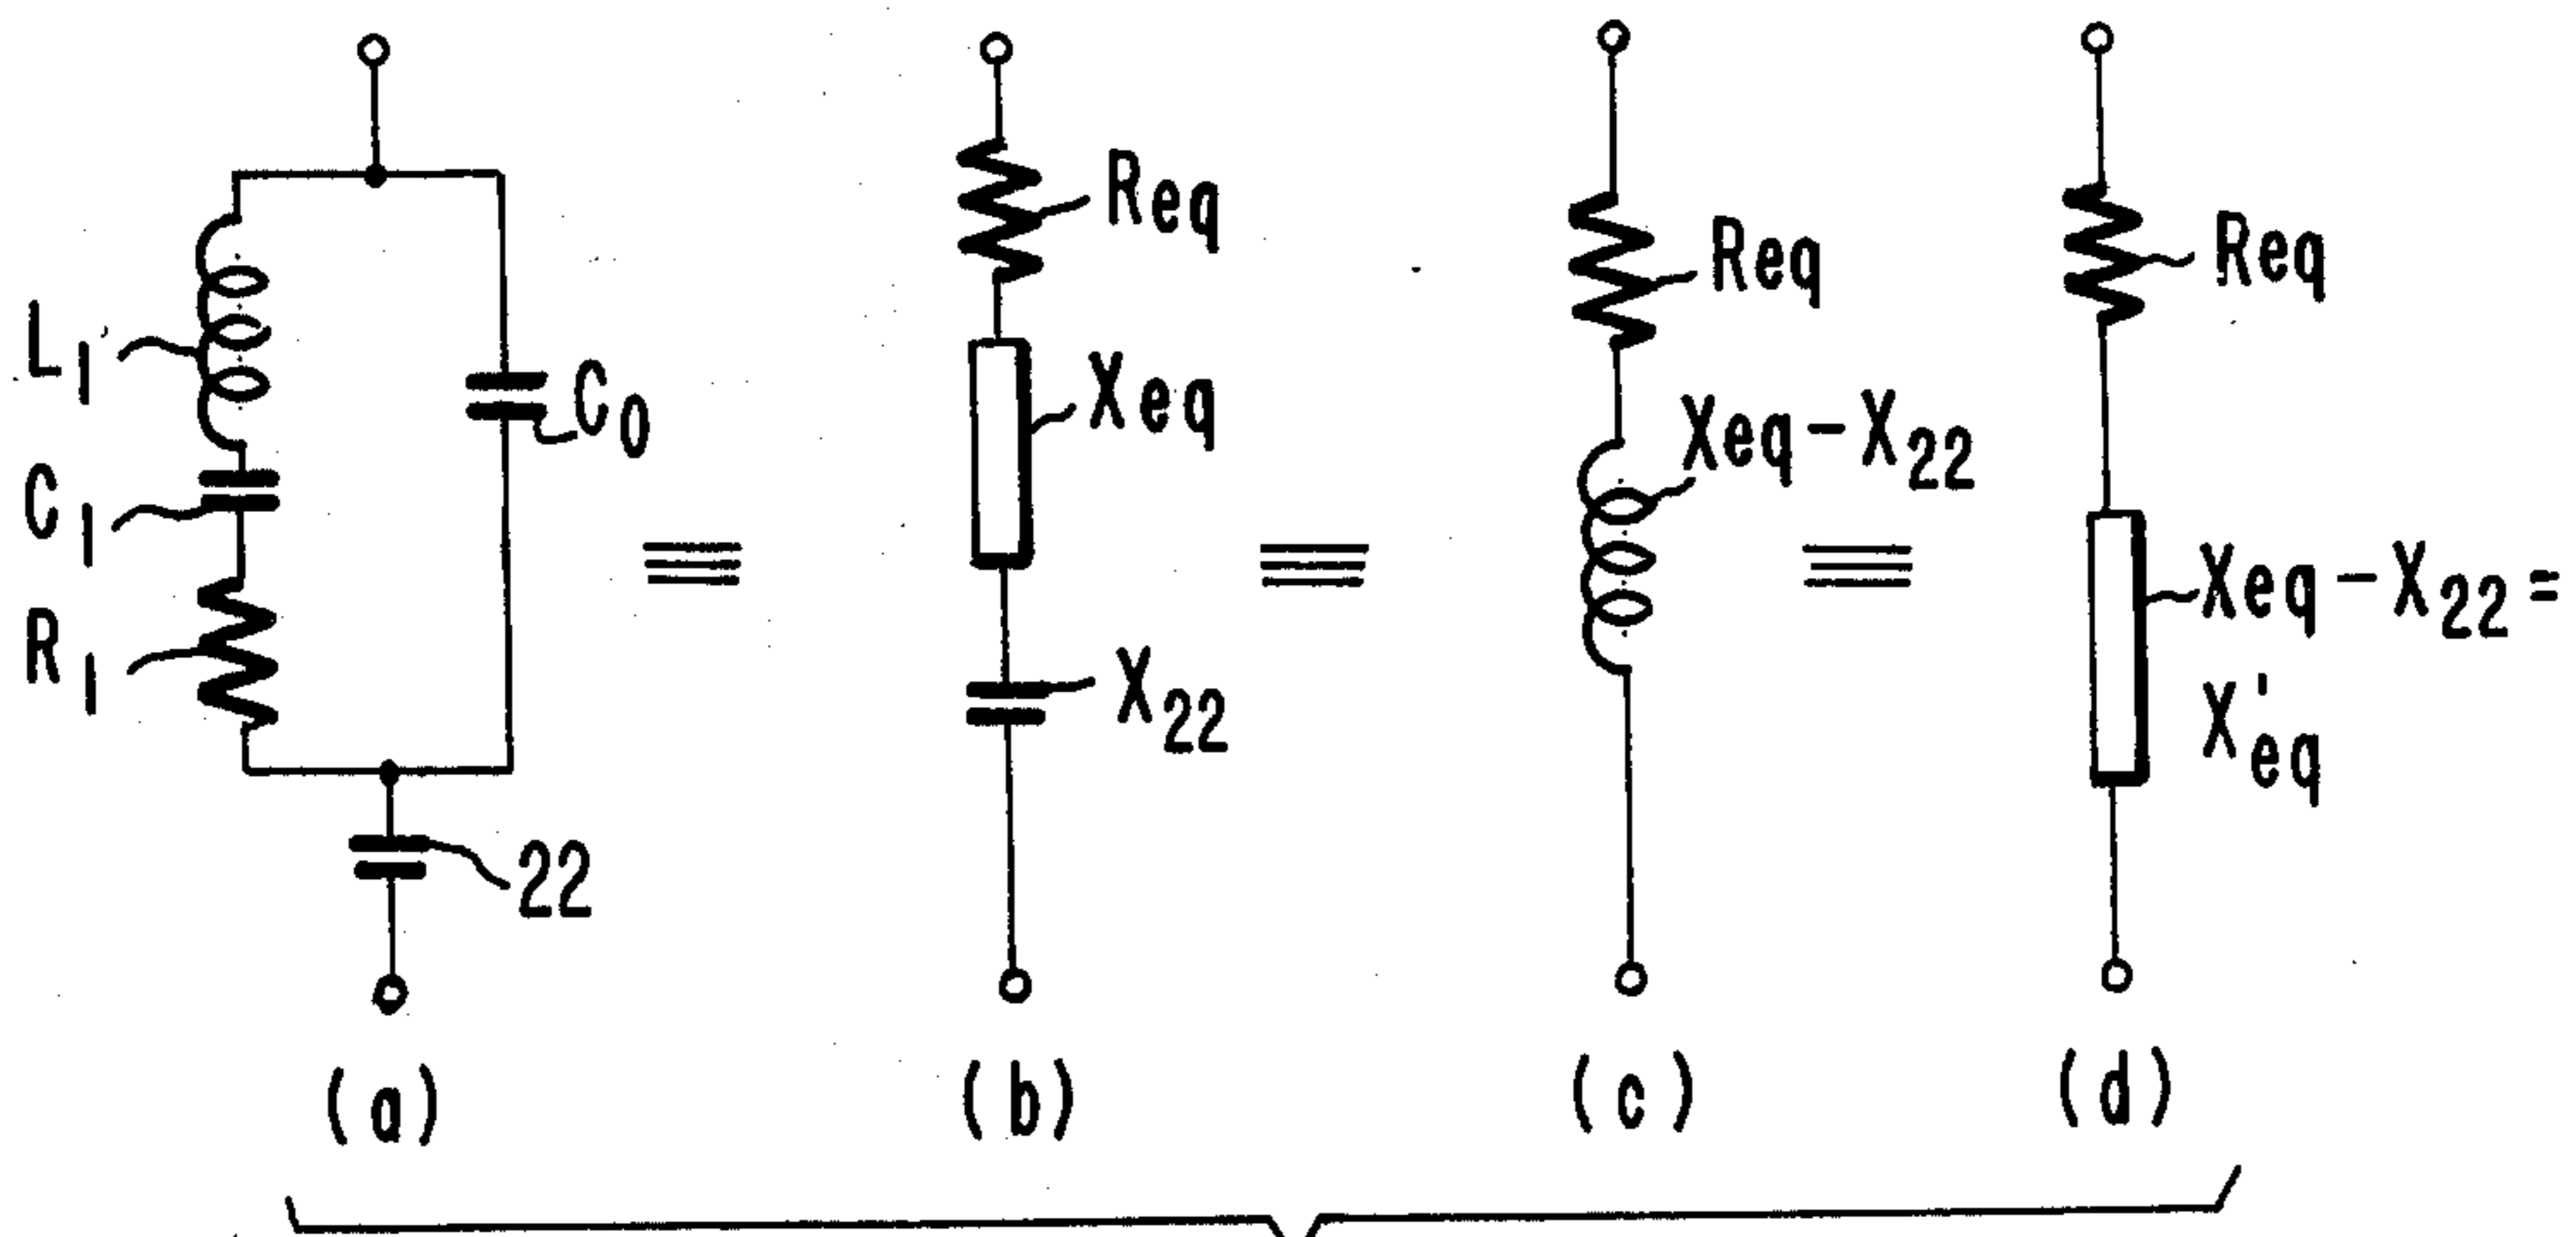 L1
C1
R1
C0
22
(a)
≡
Req
Xeq
X22
(b)
≡
Req
Xeq-X22
(c)
≡
Req
Xeq-X22=
X'eq
(d)